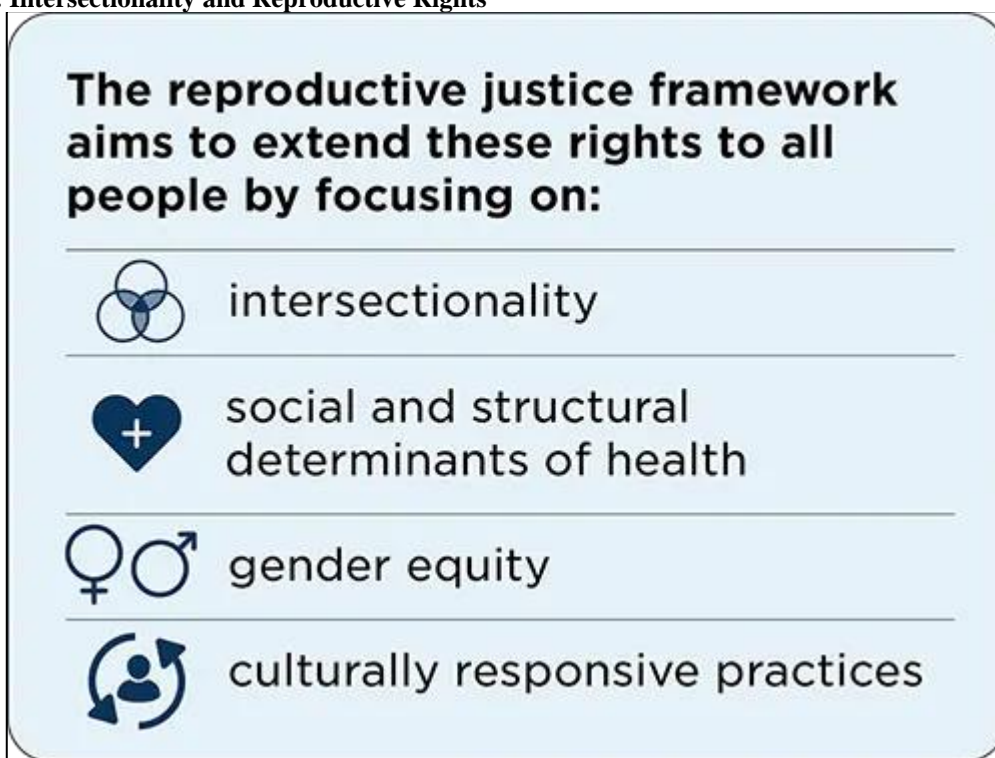 Intersectionality and Reproductive Rights
The reproductive justice framework
aims to extend these rights to all
people by focusing on:
intersectionality
social and structural
determinants of health
gender equity
culturally responsive practices